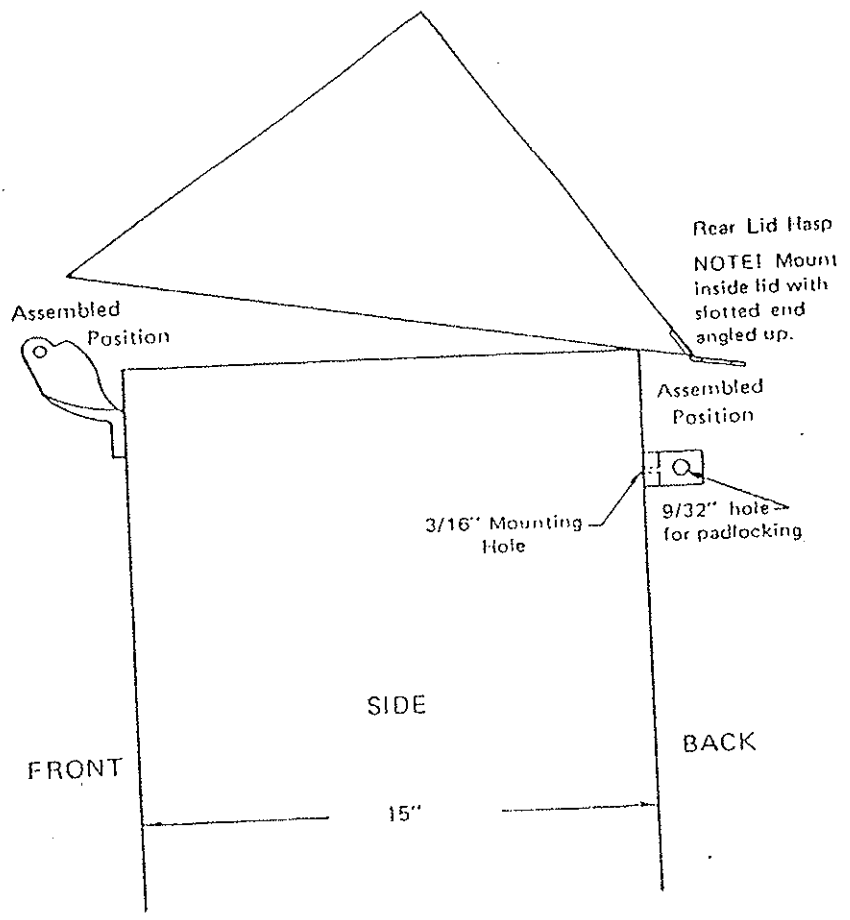 Rear Lid Hasp
NOTE! Mount
inside lid with
slotted end
angled up.
Assembled
Position
Assembled
Position
3/16" Mounting
Hole
9/32" hole
for padlocking
SIDE
FRONT
BACK
15"